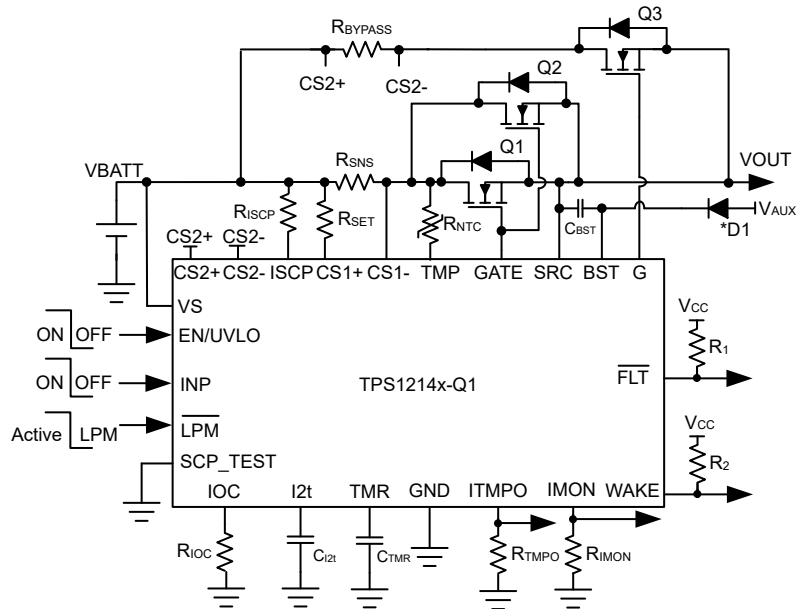 RBYPASS
Q3
CS2+
CS2-
Q2
VBATT
RSNS
Q1
VOUT
RISCP
RSET
RNTC
CBST
*D1
VAUX
CS2+
CS2-
CS2+ CS2- ISCP CS1+ CS1- TMP GATE SRC BST G
VS
ON OFF
EN/UVLO
VCC
R1
ON OFF
INP
TPS1214x-Q1
FLT
Active LPM
LPM
VCC
R2
SCP_TEST
IOC I2t TMR GND ITMPO IMON WAKE
RIOC
CI2t
CTMR
RTMPO
RIMON